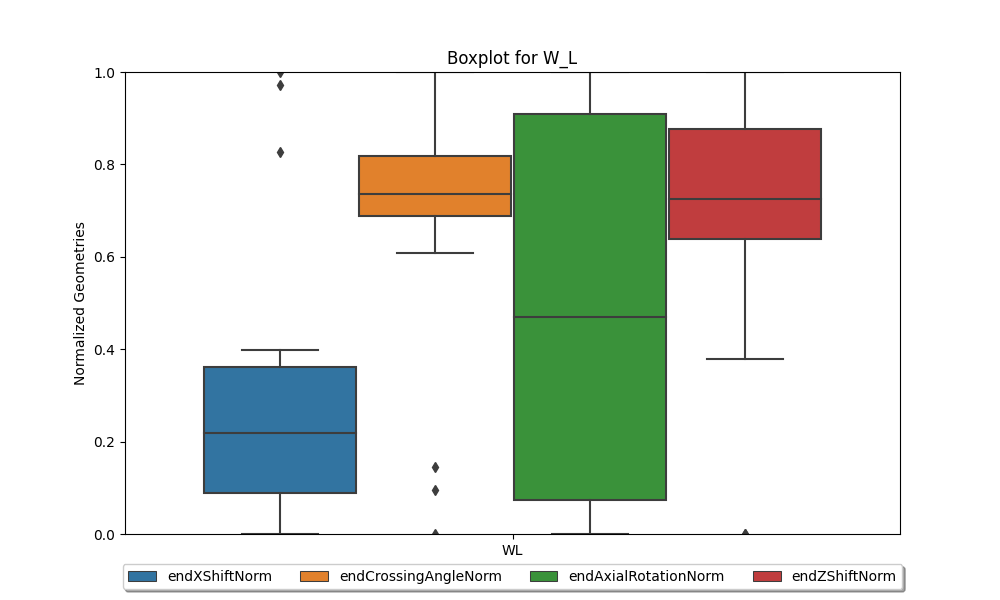 Boxplot for W_L
Normalized Geometries
1.0
0.8
0.6
0.4
0.2
0.0
WL
endXShiftNorm endCrossingAngleNorm endAxialRotationNorm endZShiftNorm